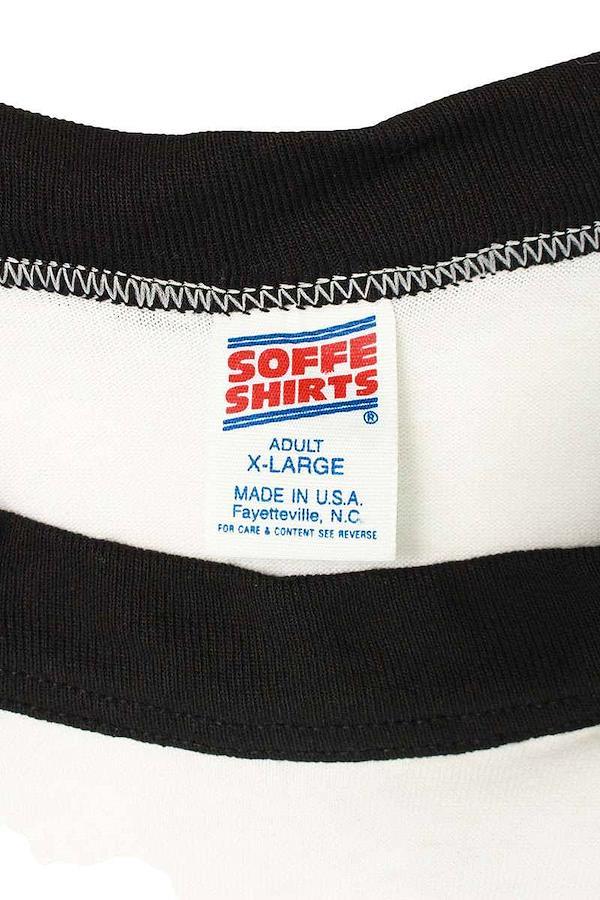 SOFFE
SHIRTS
®
ADULT
X-LARGE
MADE IN U.S.A.
Fayetteville, N.C.
FOR CARE & CONTENT SEE REVERSE